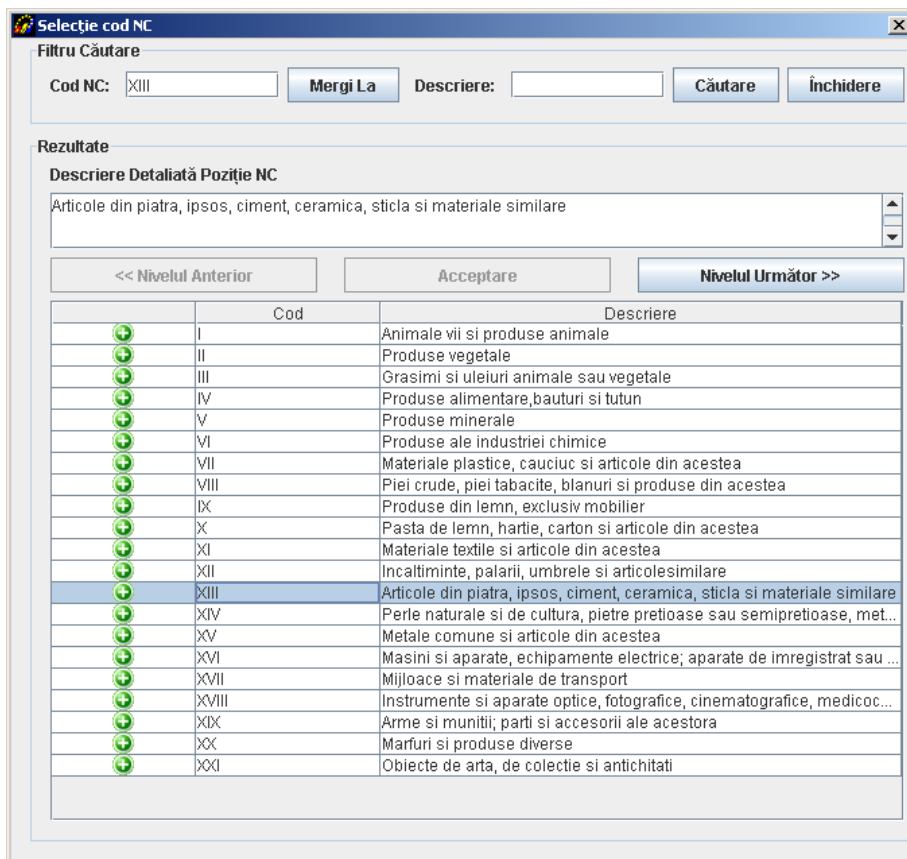 Selecţie cod NC
Filtru Căutare
Cod NC: XIII Mergi La Descriere: Căutare Închidere
Rezultate
Descriere Detaliată Poziţie NC
Articole din piatra, ipsos, ciment, ceramica, sticla si materiale similare
<< Nivelul Anterior Acceptare Nivelul Următor >>
Cod Descriere
I Animale vii si produse animale
II Produse vegetale
III Grasimi si uleiuri animale sau vegetale
IV Produse alimentare,bauturi si tutun
V Produse minerale
VI Produse ale industriei chimice
VII Materiale plastice, cauciuc si articole din acestea
VIII Piei crude, piei tabacite, blanuri si produse din acestea
IX Produse din lemn, exclusiv mobilier
X Pasta de lemn, hartie, carton si articole din acestea
XI Materiale textile si articole din acestea
XII Incaltiminte, palarii, umbrele si articolesimilare
XIII Articole din piatra, ipsos, ciment, ceramica, sticla si materiale similare
XIV Perle naturale si de cultura, pietre pretioase sau semipretioase, met...
XV Metale comune si articole din acestea
XVI Masini si aparate, echipamente electrice; aparate de imregistrat sau ...
XVII Mijloace si materiale de transport
XVIII Instrumente si aparate optice, fotografice, cinematografice, medicoc...
XIX Arme si munitii; parti si accesorii ale acestora
XX Marfuri si produse diverse
XXI Obiecte de arta, de colectie si antichitati